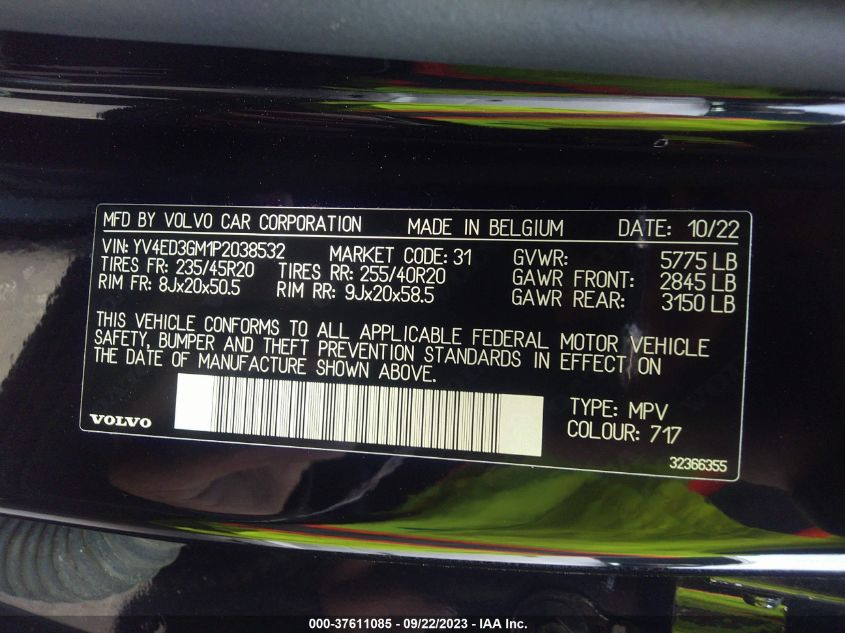 MFD BY VOLVO CAR CORPORATION MADE IN BELGIUM DATE: 10/22
VIN: YV4ED3GM1P2038532 MARKET CODE: 31 GVWR: 5775 LB
TIRES FR: 235/45R20 TIRES RR: 255/40R20 GAWR FRONT: 2845 LB
RIM FR: 8Jx20x50.5 RIM RR: 9Jx20x58.5 GAWR REAR: 3150 LB
THIS VEHICLE CONFORMS TO ALL APPLICABLE FEDERAL MOTOR VEHICLE
SAFETY, BUMPER AND THEFT PREVENTION STANDARDS IN EFFECT ON
THE DATE OF MANUFACTURE SHOWN ABOVE.
TYPE: MPV
VOLVO COLOUR: 717
32366355
000-37611085 - 09/22/2023 - IAA Inc.